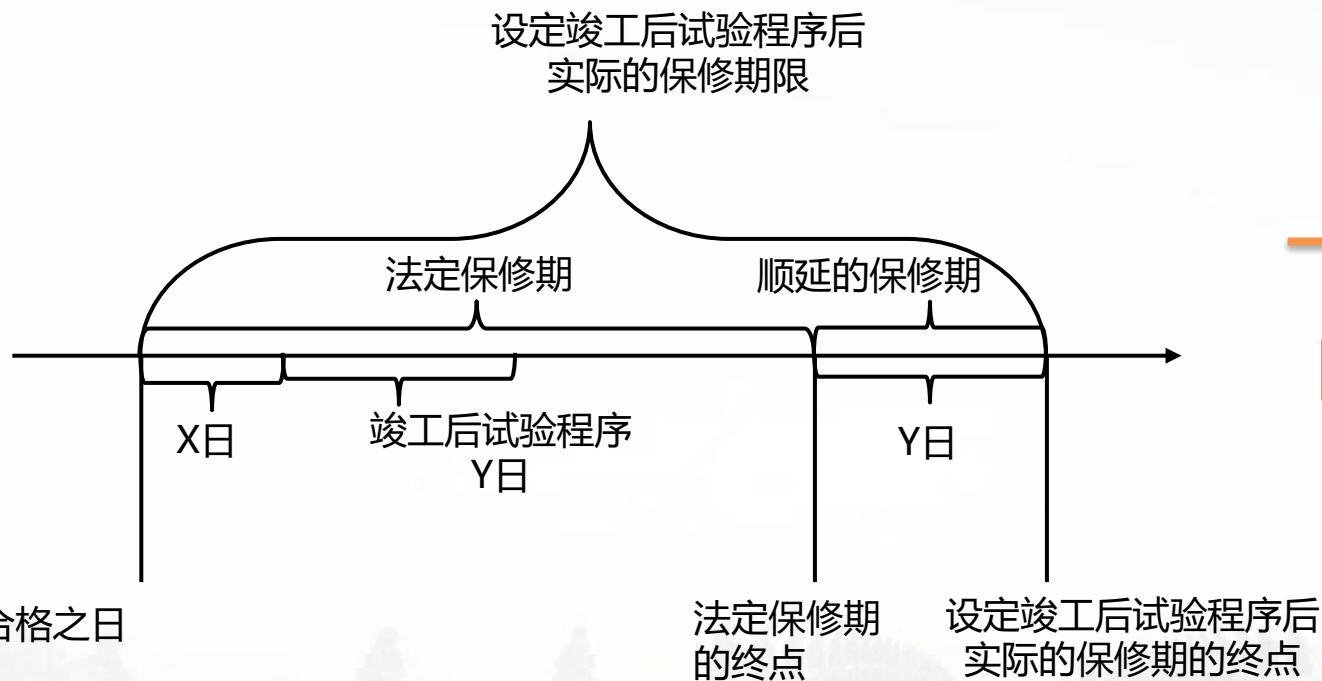 设定竣工后试验程序后
实际的保修期限
法定保修期
顺延的保修期
X日
竣工后试验程序
Y日
Y日
合格之日
法定保修期
的终点
设定竣工后试验程序后
实际的保修期的终点